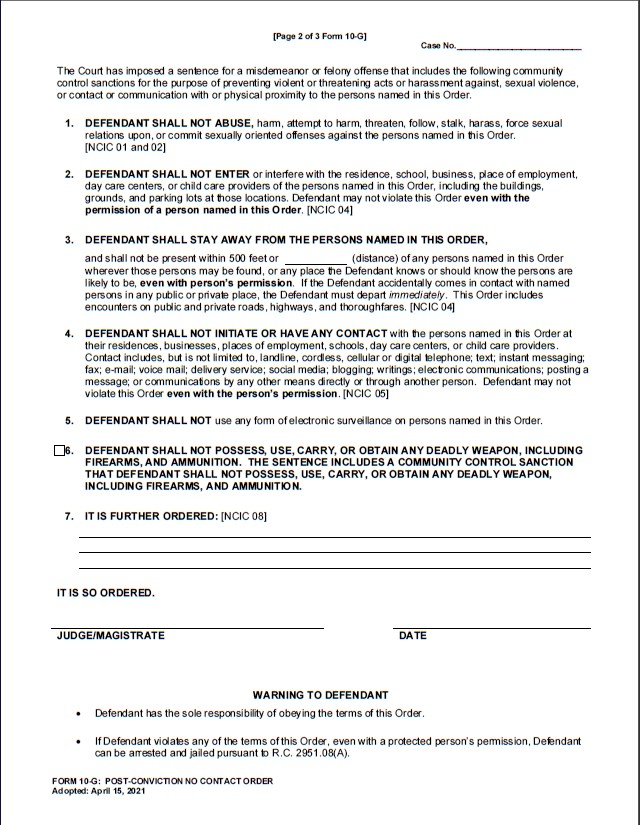 [Page 2 of 3 Form 10-G]
Case No.
The Court has imposed a sentence for a misdemeanor or felony offense that includes the following community
control sanctions for the purpose of preventing violent or threatening acts or harassment against, sexual violence,
or contact or communication with or physical proximity to the persons named in this Order.
1. DEFENDANT SHALL NOT ABUSE, harm, attempt to harm, threaten, follow, stalk, harass, force sexual
relations upon, or commit sexually oriented offenses against the persons named in this Order.
[NCIC 01 and 02]
2. DEFENDANT SHALL NOT ENTER or interfere with the residence, school, business, place of employment,
day care centers, or child care providers of the persons named in this Order, including the buildings,
grounds, and parking lots at those locations. Defendant may not violate this Order even with the
permission of a person named in this Order. [NCIC 04]
3. DEFENDANT SHALL STAY AWAY FROM THE PERSONS NAMED IN THIS ORDER,
and shall not be present within 500 feet or (distance) of any persons named in this Order
wherever those persons may be found, or any place the Defendant knows or should know the persons are
likely to be, even with person's permission. If the Defendant accidentally comes in contact with named
persons in any public or private place, the Defendant must depart immediately. This Order includes
encounters on public and private roads, highways, and thoroughfares. [NCIC 04]
4. DEFENDANT SHALL NOT INITIATE OR HAVE ANY CONTACT with the persons named in this Order at
their residences, businesses, places of employment, schools, day care centers, or child care providers.
Contact includes, but is not limited to, landline, cordless, cellular or digital telephone; text; instant messaging;
fax; e-mail; voice mail; delivery service; social media; blogging; writings; electronic communications; posting a
message; or communications by any other means directly or through another person. Defendant may not
violate this Order even with the person's permission. [NCIC 05]
5. DEFENDANT SHALL NOT use any form of electronic surveillance on persons named in this Order.
6. DEFENDANT SHALL NOT POSSESS, USE, CARRY, OR OBTAIN ANY DEADLY WEAPON, INCLUDING
FIREARMS, AND AMMUNITION. THE SENTENCE INCLUDES A COMMUNITY CONTROL SANCTION
THAT DEFENDANT SHALL NOT POSSESS, USE, CARRY, OR OBTAIN ANY DEADLY WEAPON,
INCLUDING FIREARMS, AND AMMUNITION.
7. IT IS FURTHER ORDERED: [NCIC 08]
IT IS SO ORDERED.
JUDGE/MAGISTRATE DATE
WARNING TO DEFENDANT
• Defendant has the sole responsibility of obeying the terms of this Order.
• If Defendant violates any of the terms of this Order, even with a protected person's permission, Defendant
can be arrested and jailed pursuant to R.C. 2951.08(A).
FORM 10-G: POST-CONVICTION NO CONTACT ORDER
Adopted: April 15, 2021